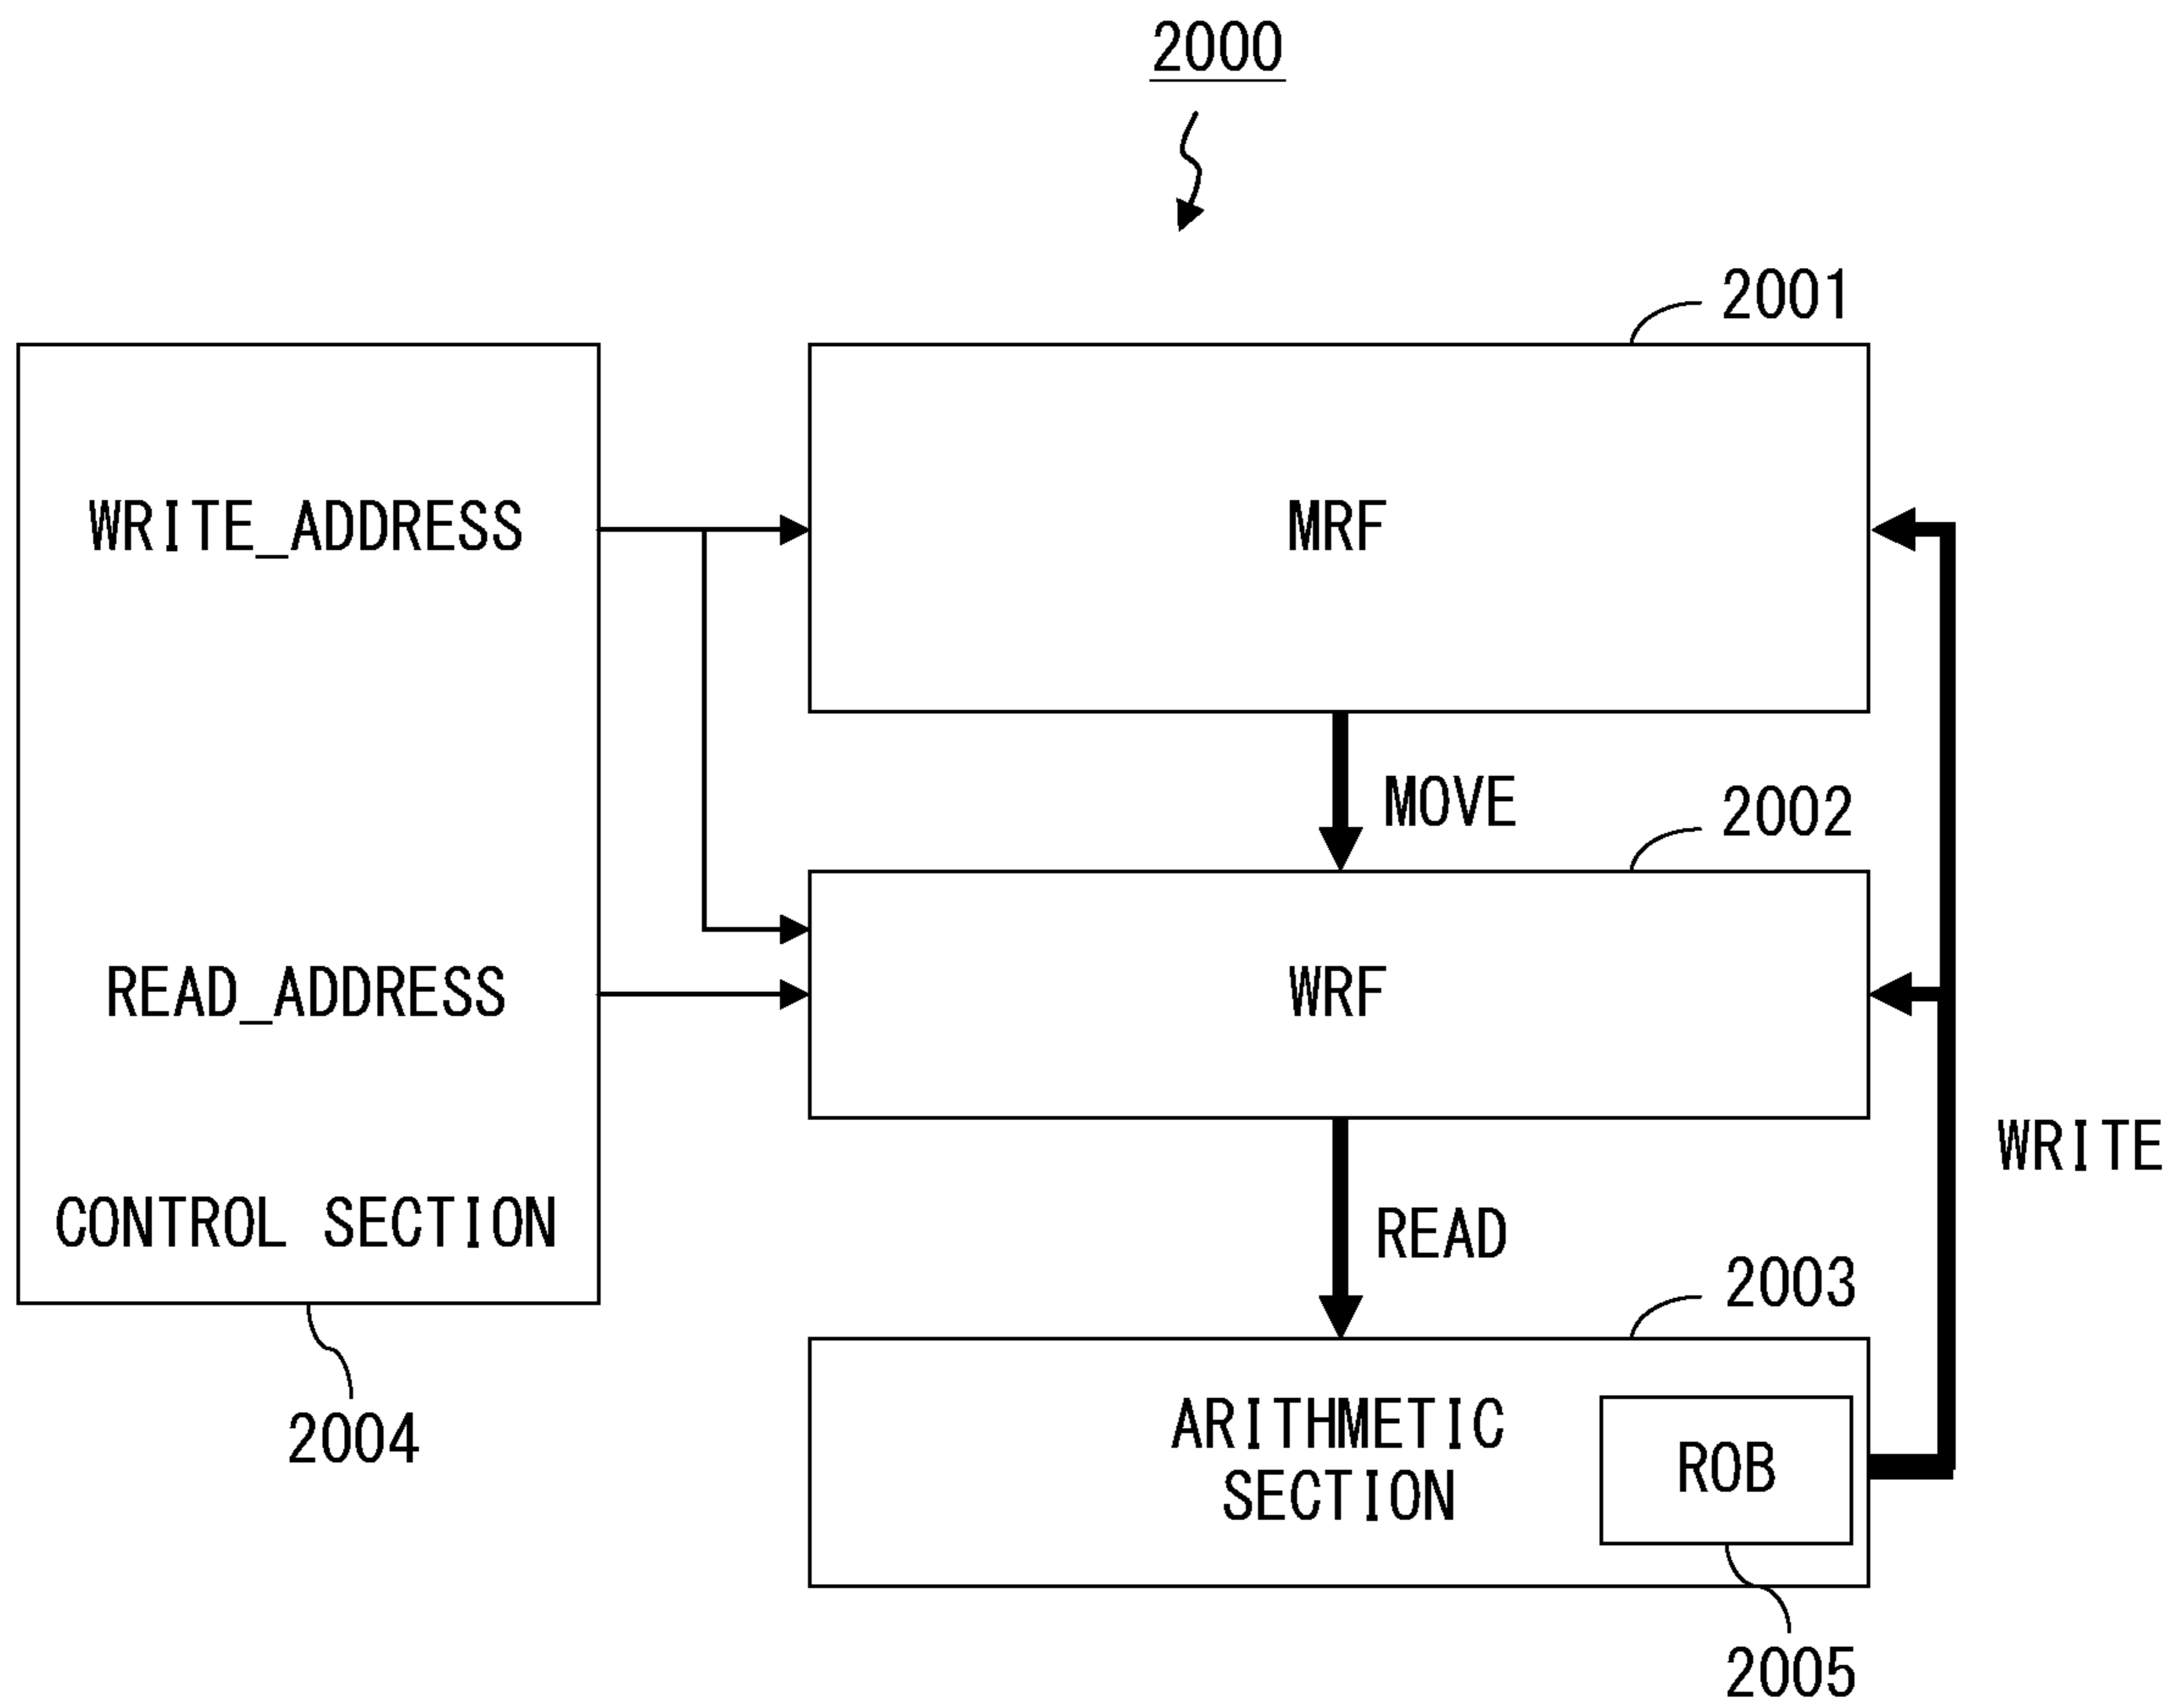 2000
2001
WRITE_ADDRESS
MRF
MOVE
2002
READ_ADDRESS
WRF
WRITE
CONTROL SECTION
READ
2003
2004
ARITHMETIC
SECTION
ROB
2005